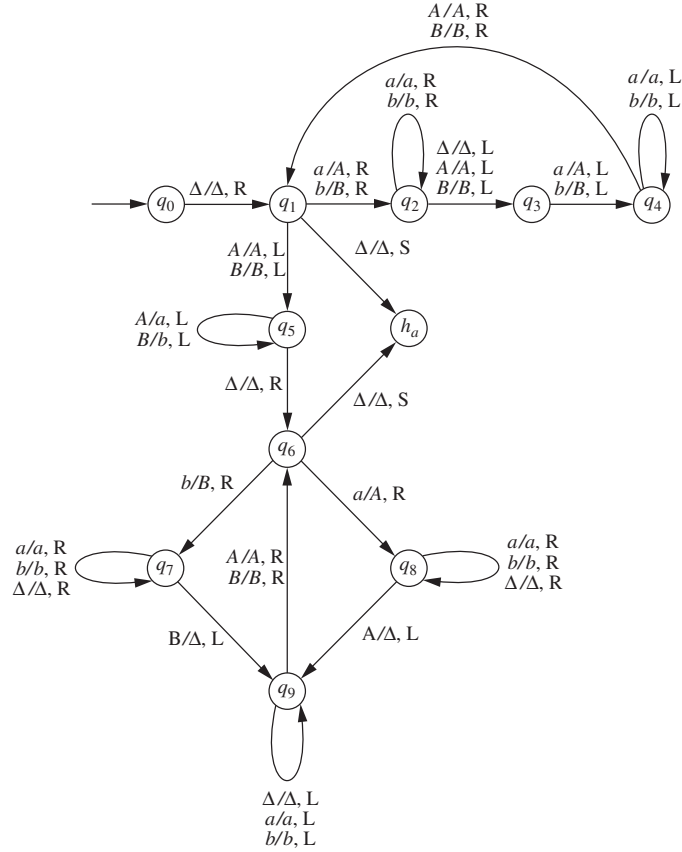 A/A, R
B/B, R
a/a, R
b/b, R
a/a, L
b/b, L
Δ/Δ, L
A/A, L
B/B, L
Δ/Δ, R
a/A, R
b/B, R
a/A, L
b/B, L
q0
q1
q2
q3
q4
A/A, L
B/B, L
Δ/Δ, S
A/a, L
B/b, L
q5
ha
Δ/Δ, R
Δ/Δ, S
q6
b/B, R
a/A, R
a/a, R
b/b, R
Δ/Δ, R
q7
A/A, R
B/B, R
q8
a/a, R
b/b, R
Δ/Δ, R
B/Δ, L
A/Δ, L
q9
Δ/Δ, L
a/a, L
b/b, L